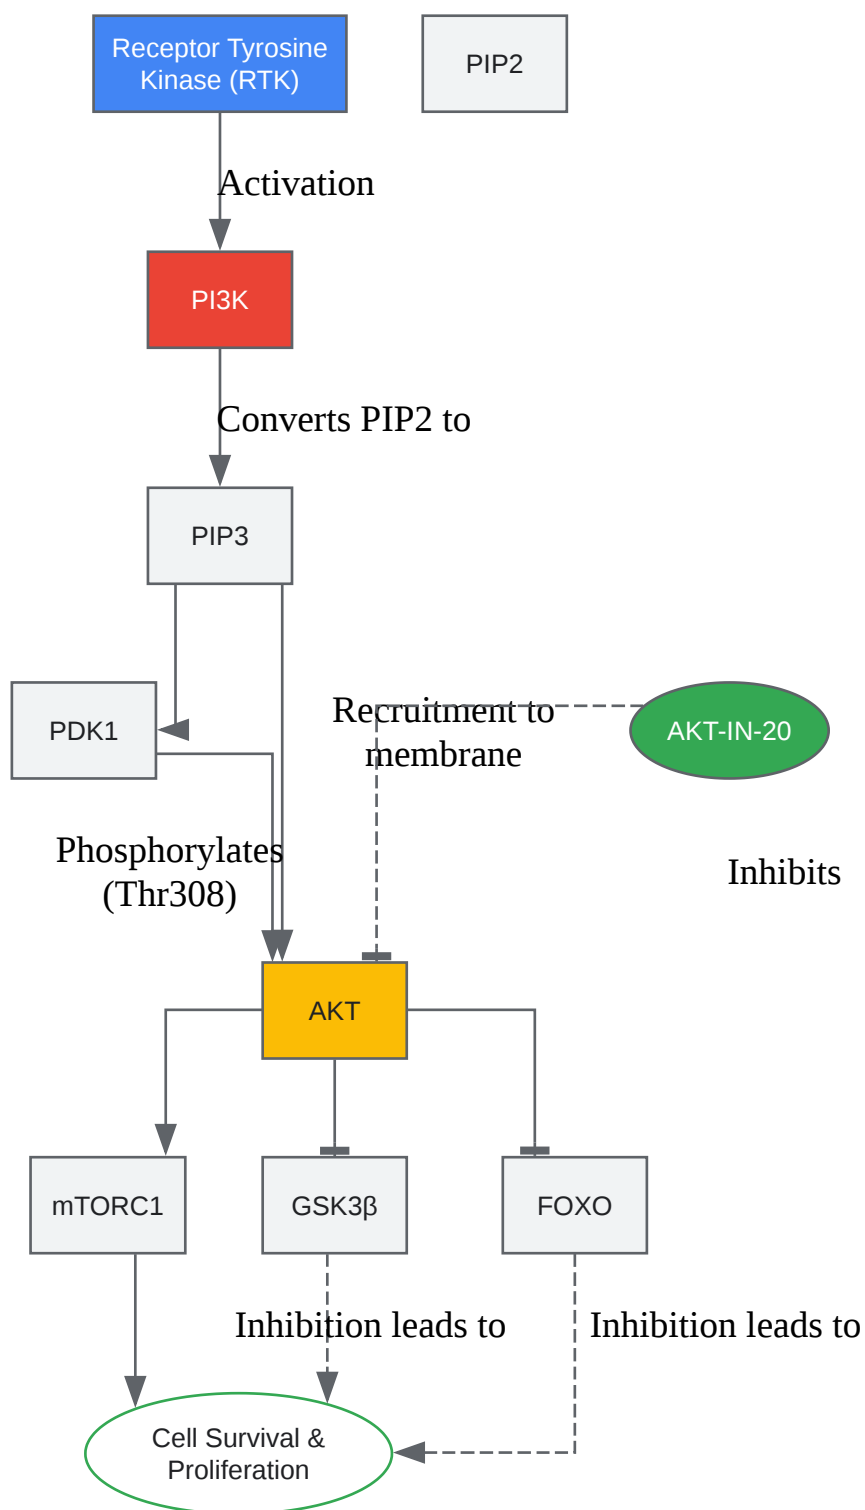 Receptor Tyrosine
Kinase (RTK)
PIP2
Activation
PI3K
Converts PIP2 to
PIP3
PDK1
Recruitment to
membrane
AKT-IN-20
Phosphorylates
(Thr308)
Inhibits
AKT
mTORC1
GSK3β
FOXO
Inhibition leads to
Inhibition leads to
Cell Survival &
Proliferation